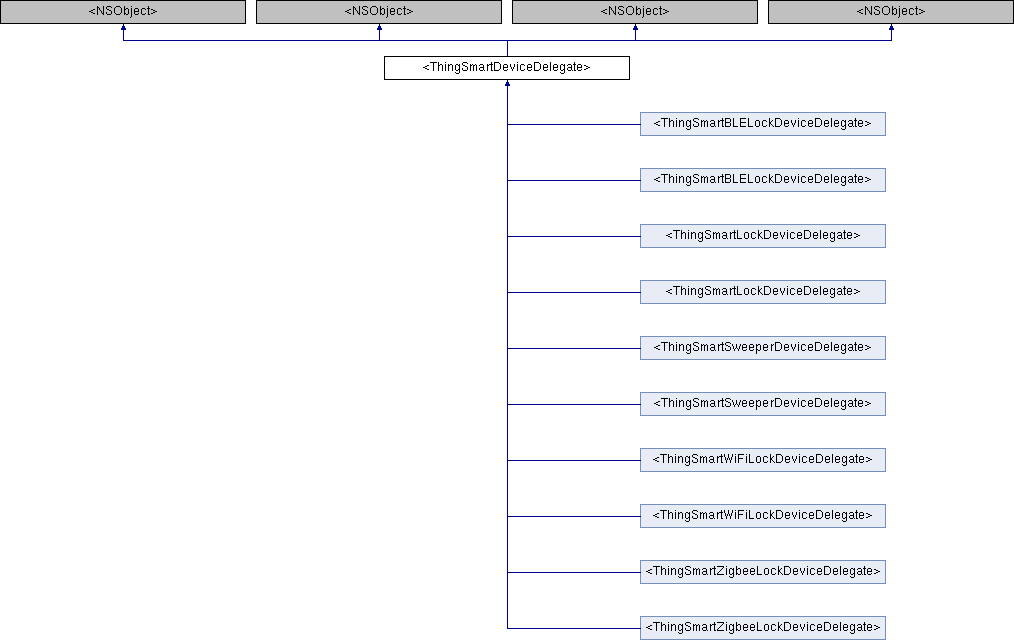 <NSObject>
<NSObject>
<NSObject>
<NSObject>
<ThingSmartDeviceDelegate>
<ThingSmartBLELockDeviceDelegate>
<ThingSmartBLELockDeviceDelegate>
<ThingSmartLockDeviceDelegate>
<ThingSmartLockDeviceDelegate>
<ThingSmartSweeperDeviceDelegate>
<ThingSmartSweeperDeviceDelegate>
<ThingSmartWiFiLockDeviceDelegate>
<ThingSmartWiFiLockDeviceDelegate>
<ThingSmartZigbeeLockDeviceDelegate>
<ThingSmartZigbeeLockDeviceDelegate>